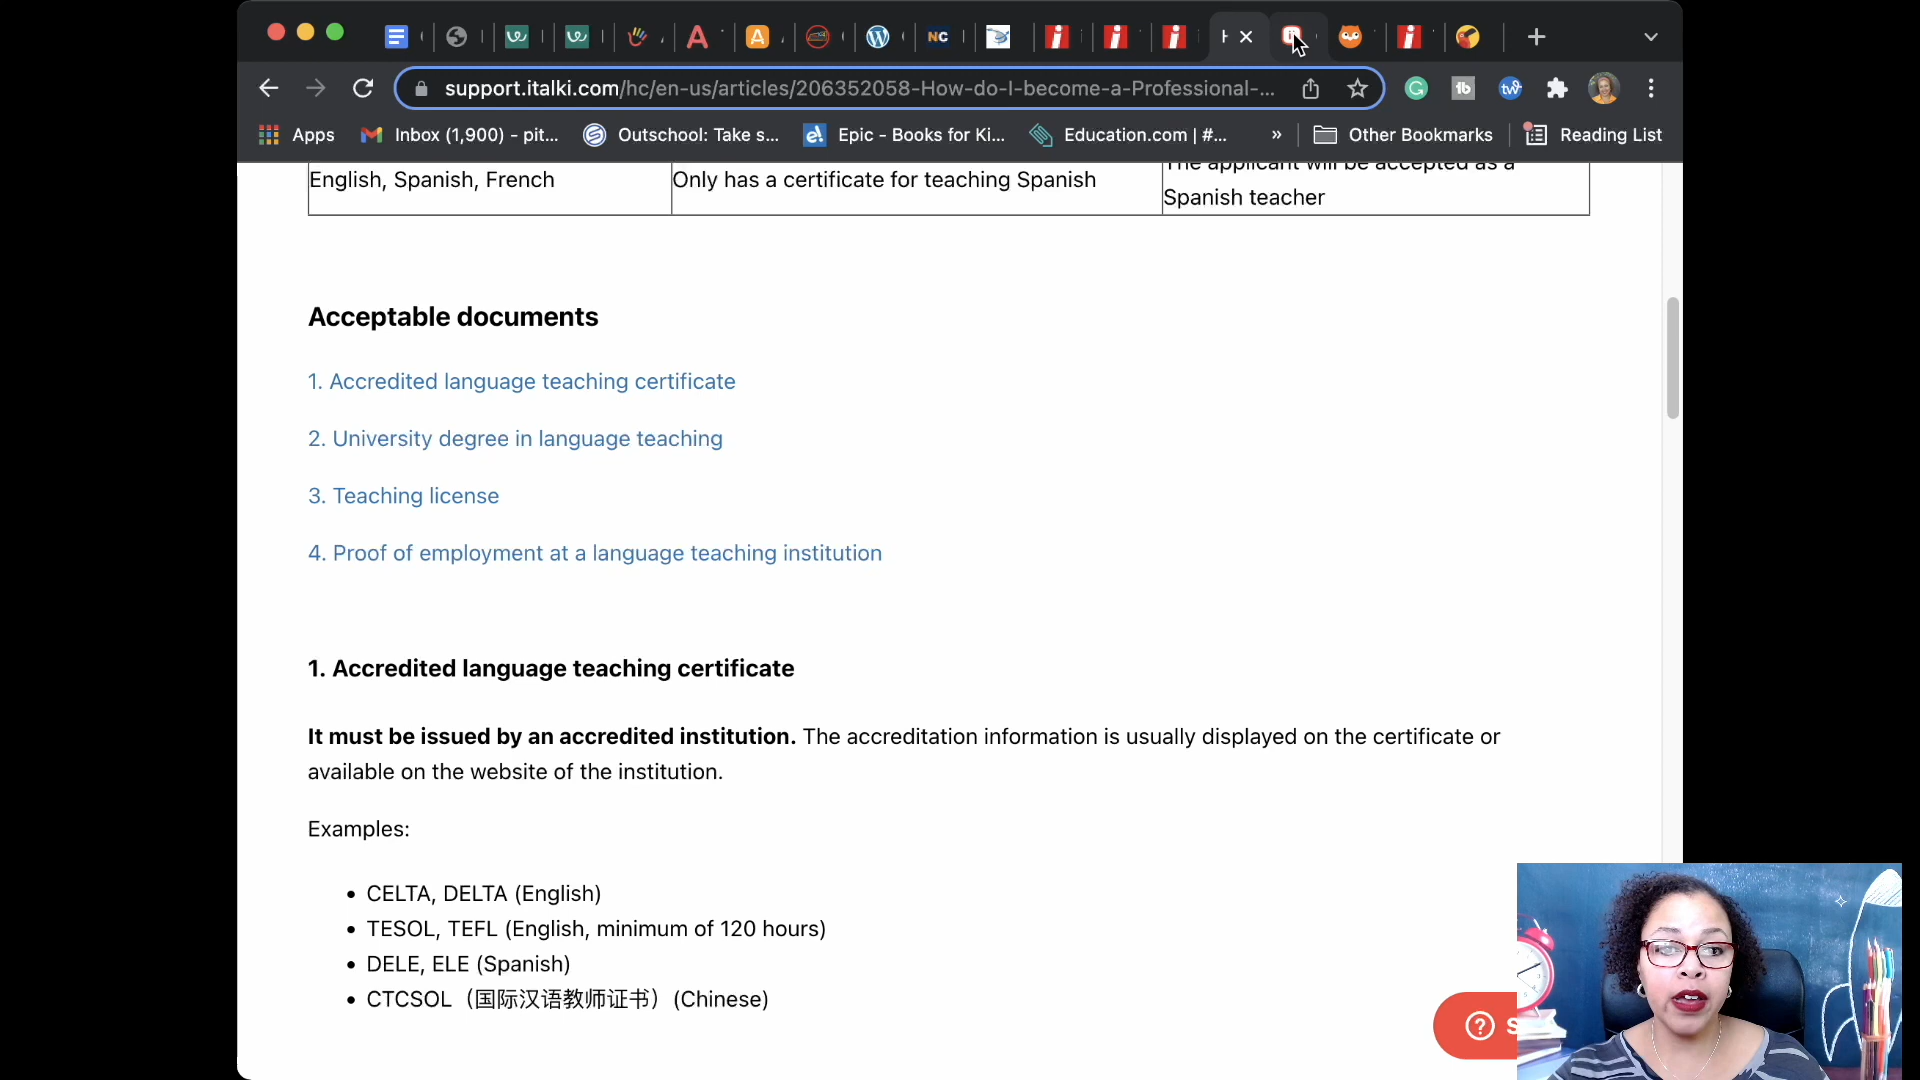 support.italki.com/hc/en-us/articles/206352058-How-do-I-become-a-Professional-...
Apps
Inbox (1,900) - pit...
Outschool: Take s...
Epic - Books for Ki...
Education.com | #...
»
Other Bookmarks
Reading List
English, Spanish, French
Only has a certificate for teaching Spanish
The applicant will be accepted as a
Spanish teacher
Acceptable documents
1. Accredited language teaching certificate
2. University degree in language teaching
3. Teaching license
4. Proof of employment at a language teaching institution
1. Accredited language teaching certificate
It must be issued by an accredited institution. The accreditation information is usually displayed on the certificate or
available on the website of the institution.
Examples:
• CELTA, DELTA (English)
• TESOL, TEFL (English, minimum of 120 hours)
• DELE, ELE (Spanish)
• CTCSOL（国际汉语教师证书）(Chinese)